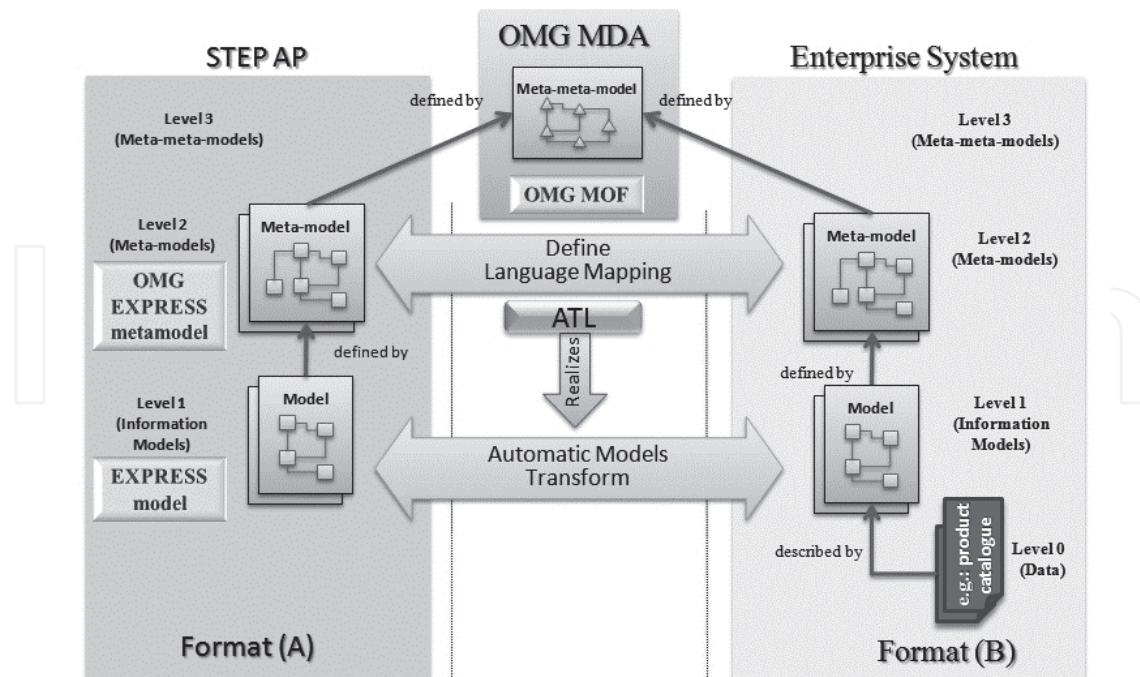 OMG MDA
STEP AP
Enterprise System
Meta-meta-model
defined by
defined by
Level 3
(Meta-meta-models)
Level 3
(Meta-meta-models)
OMG MOF
Level 2
(Meta-models)
Meta-model
Define
Language Mapping
Meta-model
Level 2
(Meta-models)
OMG
EXPRESS
metamodel
ATL
defined by
Realizes
defined by
Level 1
(Information
Models)
Model
Automatic Models
Transform
Model
Level 1
(Information
Models)
EXPRESS
model
described by
e.g.: product
catalogue
Level 0
(Data)
Format (A)
Format (B)